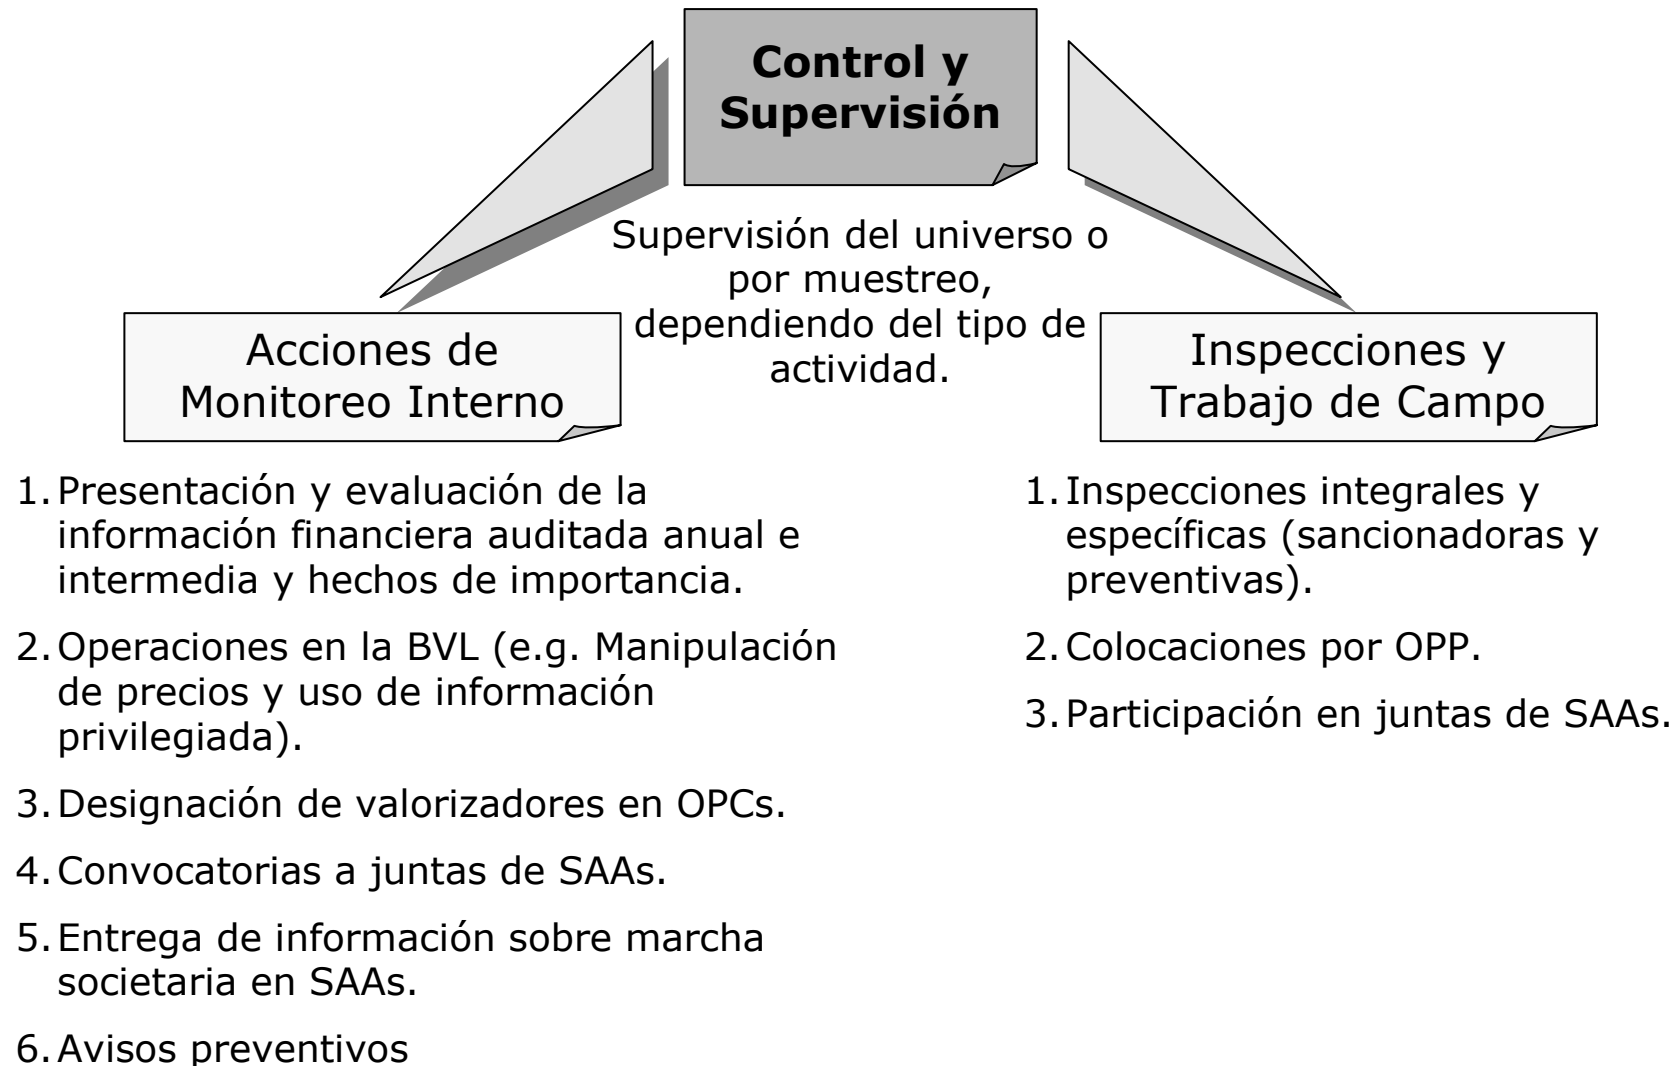 Control y
Supervisión
Supervisión del universo o
por muestreo,
dependiendo del tipo de
actividad.
Acciones de
Monitoreo Interno
Inspecciones y
Trabajo de Campo
1. Presentación y evaluación de la
información financiera auditada anual e
intermedia y hechos de importancia.
2. Operaciones en la BVL (e.g. Manipulación
de precios y uso de información
privilegiada).
3. Designación de valorizadores en OPCs.
4. Convocatorias a juntas de SAAs.
5. Entrega de información sobre marcha
societaria en SAAs.
6. Avisos preventivos
1. Inspecciones integrales y
específicas (sancionadoras y
preventivas).
2. Colocaciones por OPP.
3. Participación en juntas de SAAs.